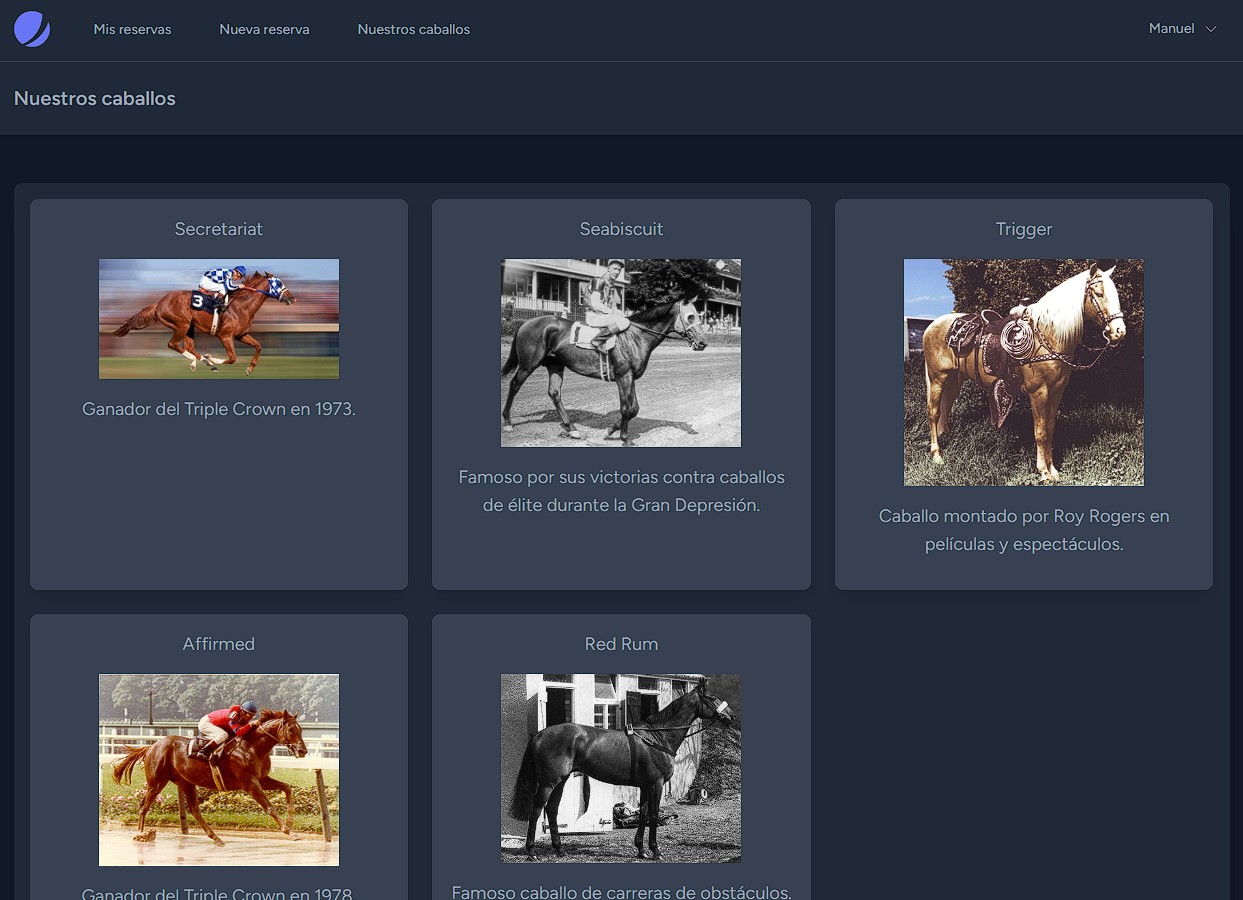 Mis reservas
Nueva reserva
Nuestros caballos
Manuel
Nuestros caballos
Secretariat
3
Ganador del Triple Crown en 1973.
Seabiscuit
Famoso por sus victorias contra caballos
de élite durante la Gran Depresión.
Trigger
Caballo montado por Roy Rogers en
películas y espectáculos.
Affirmed
Ganador del Triple Crown en 1978
Red Rum
Famoso caballo de carreras de obstáculos.